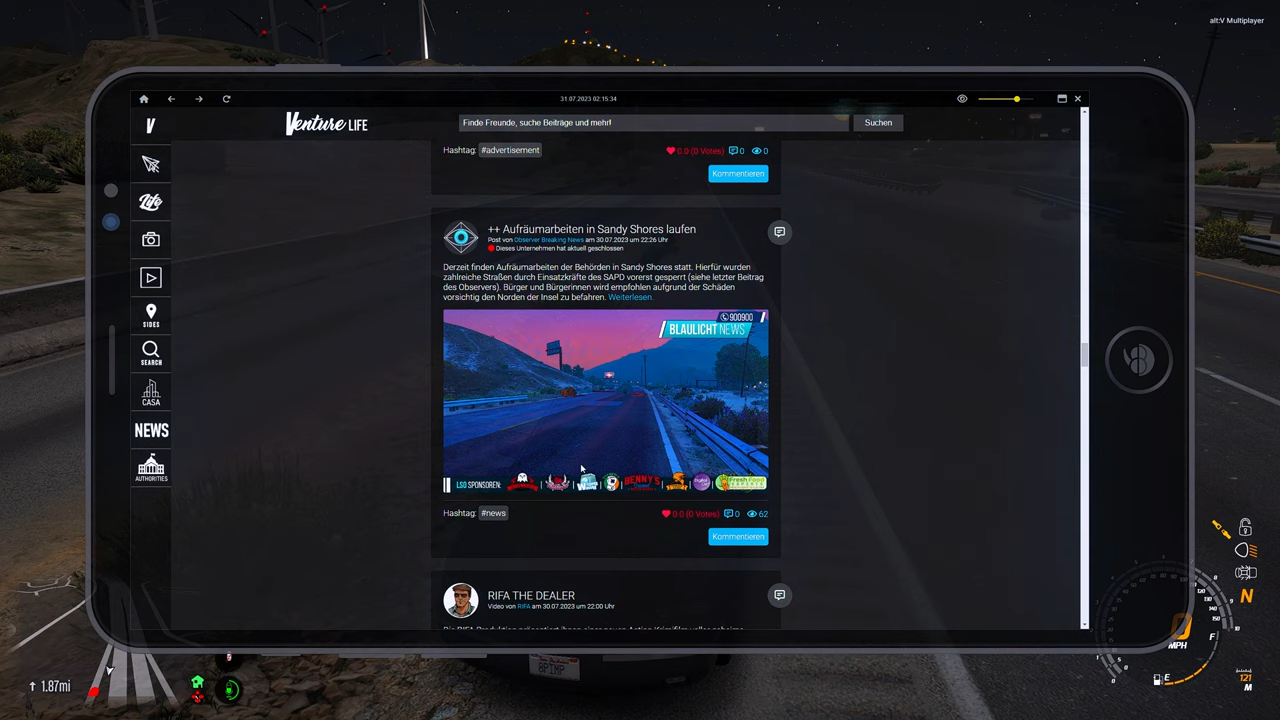 alt:V Multiplayer
31.07.2023 02:15:34
V
Venture LIFE
Finde Freunde, suche Beiträge und mehr!
Suchen
Life
SIDES
SEARCH
CASA
NEWS
AUTHORITIES
Hashtag: #advertisement
0.0 (0 Votes) 0 0
Kommentieren
++ Aufräumarbeiten in Sandy Shores laufen
Post von Observer Breaking News am 30.07.2023 um 22:26 Uhr
Dieses Unternehmen hat aktuell geschlossen
Derzeit finden Aufräumarbeiten der Behörden in Sandy Shores statt. Hierfür wurden
zahlreiche Straßen durch Einsatzkräfte des SAPD vorerst gesperrt (siehe letzter Beitrag
des Observers). Bürger und Bürgerinnen wird empfohlen aufgrund der Schäden
vorsichtig den Norden der Insel zu befahren. Weiterlesen.
900900
BLAULICHT NEWS
LSO SPONSOREN:
BENNY'S
FreshFood
Hashtag: #news
0.0 (0 Votes) 0 62
Kommentieren
RIFA THE DEALER
Video von RIFA am 30.07.2023 um 22:00 Uhr
1.87mi
BPIMP
N
MPH
F
E
121
M